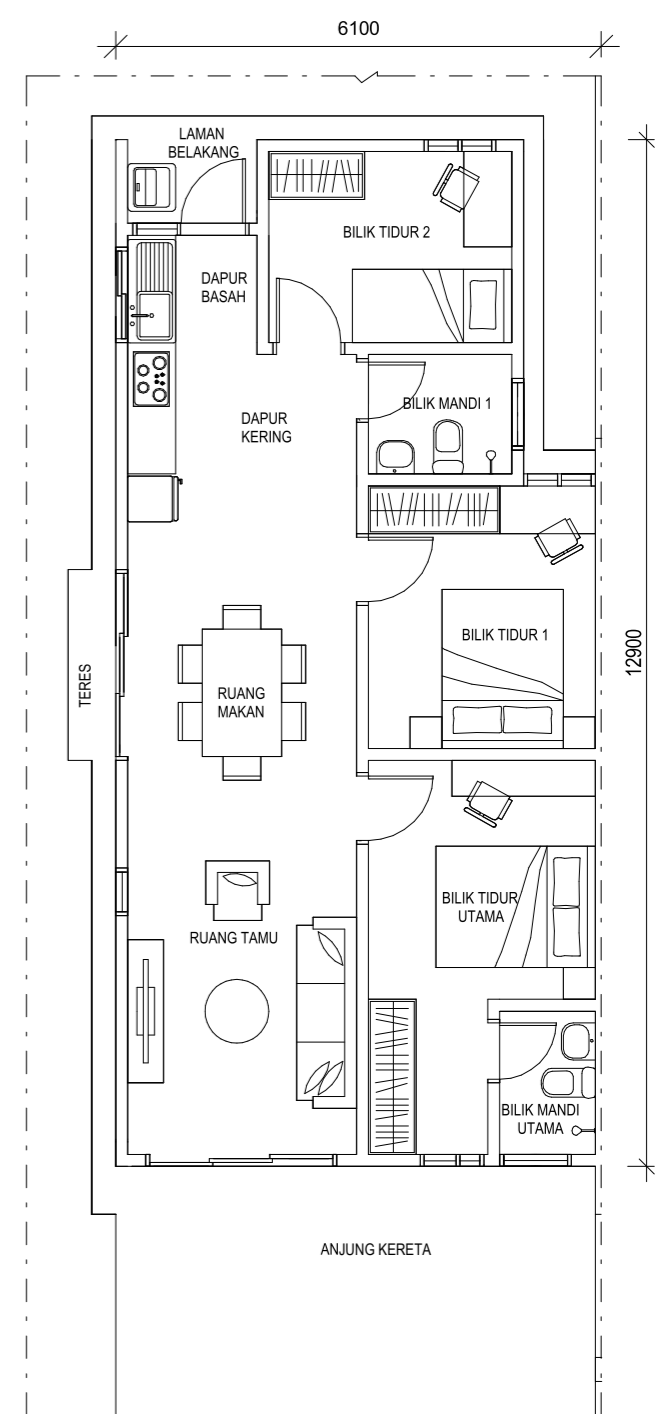 6100
LAMAN
BELAKANG
BILIK TIDUR 2
DAPUR
BASAH
BILIK MANDI 1
DAPUR
KERING
12900
BILIK TIDUR 1
TERES
RUANG
MAKAN
BILIK TIDUR
UTAMA
RUANG TAMU
BILIK MANDI
UTAMA
ANJUNG KERETA